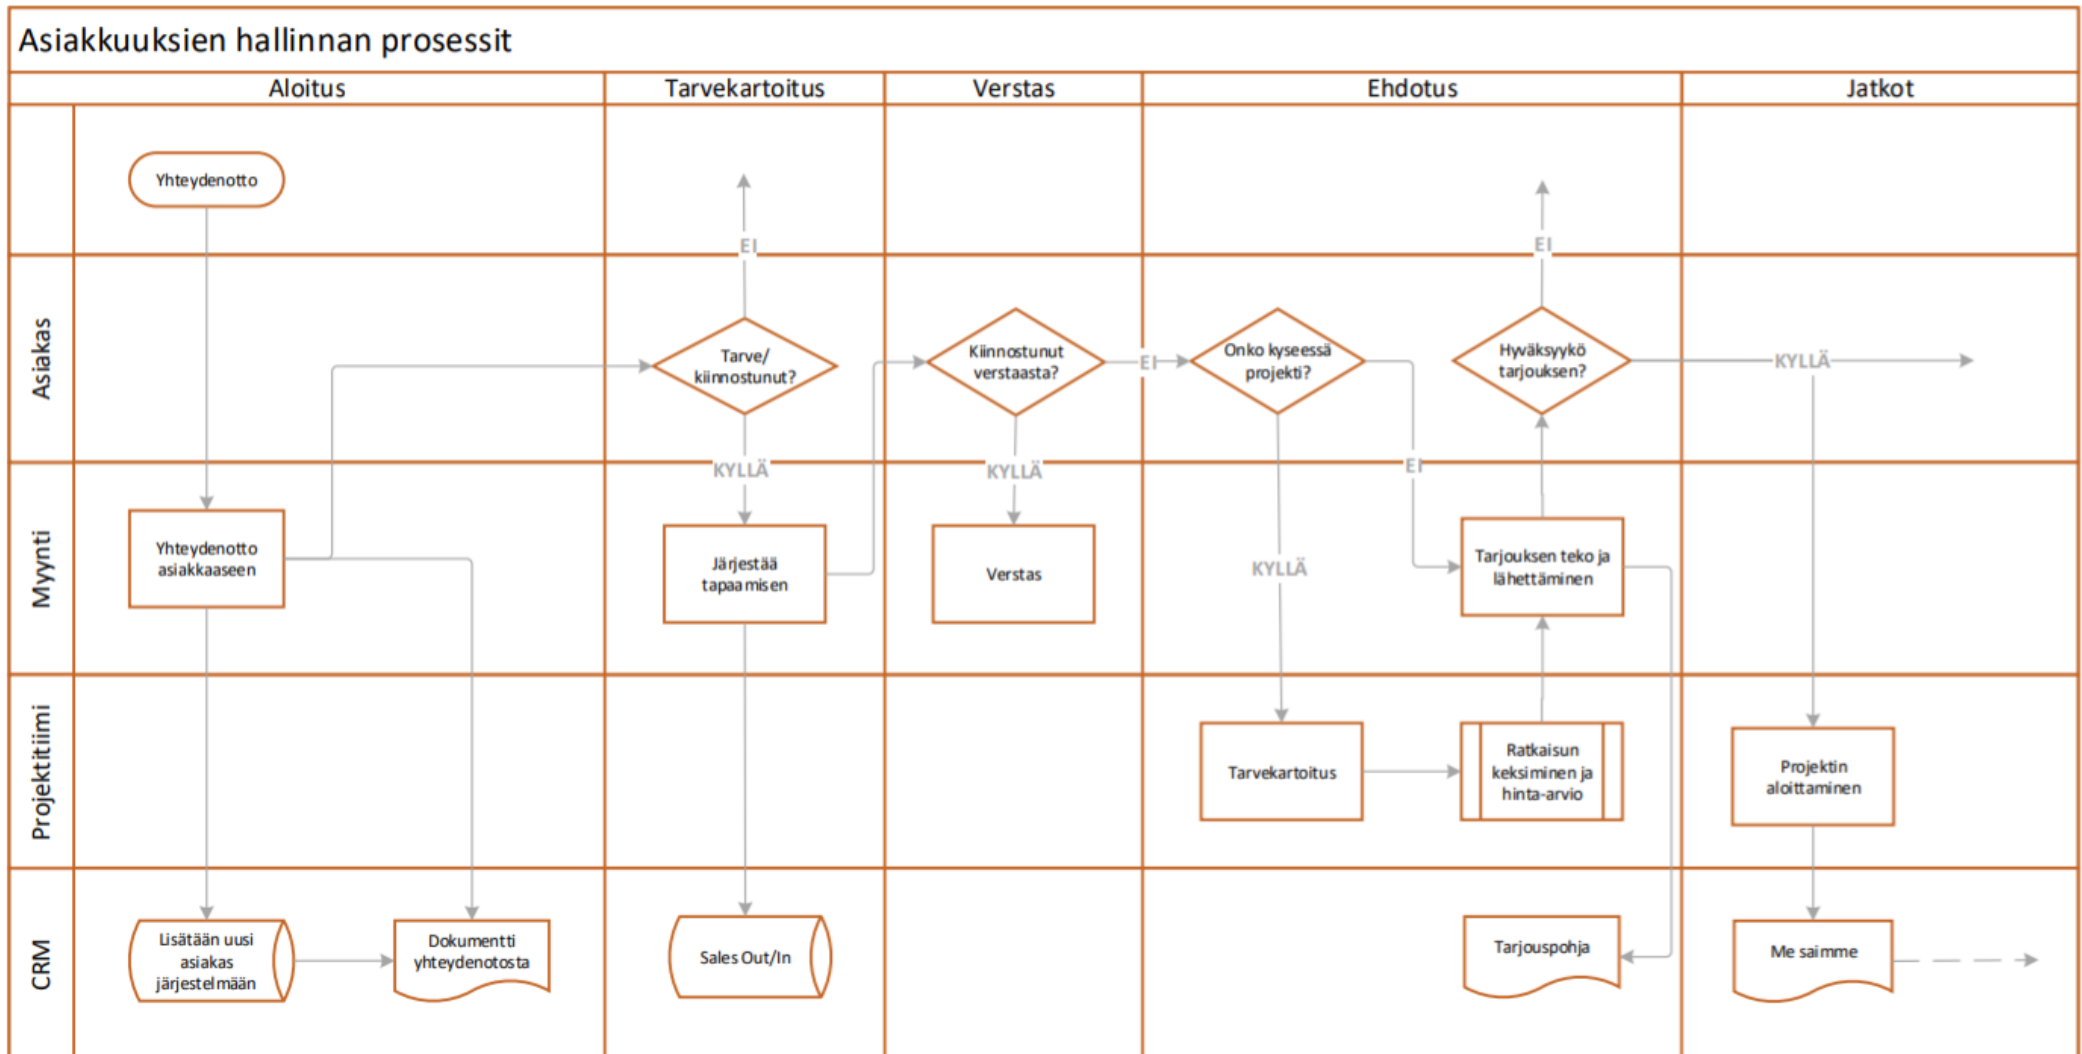 Asiakkuuksien hallinnan prosessit
Aloitus
Tarvekartoitus
Verstas
Ehdotus
Jatkot
Yhteydenotto
EI
EI
Asiakas
Tarve/
kiinnostunut?
Kiinnostunut
verstaasta?
EI
Onko kyseessä
projekti?
Hyväksyykö
tarjouksen?
KYLLÄ
KYLLÄ
KYLLÄ
EI
Myynti
Yhteydenotto
asiakkaaseen
Järjestää
tapaamisen
Verstas
KYLLÄ
Tarjouksen teko ja
lähettäminen
Projektitiimi
Tarvekartoitus
Ratkaisun
keksiminen ja
hinta-arvio
Projektin
aloittaminen
CRM
Lisätään uusi
asiakas
järjestelmään
Dokumentti
yhteydenotosta
Sales Out/In
Tarjouspohja
Me saimme